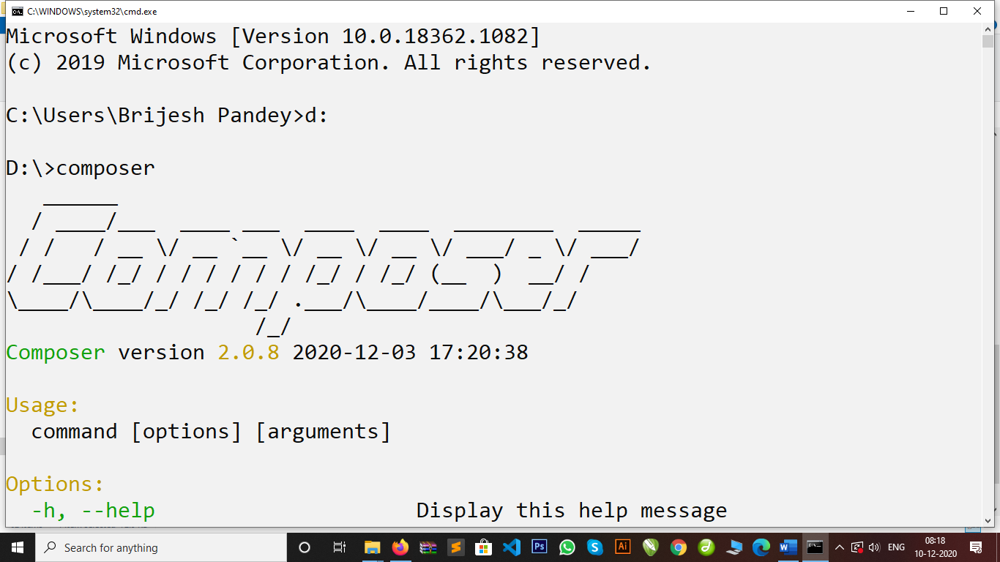 C:\WINDOWS\system32\cmd.exe
Microsoft Windows [Version 10.0.18362.1082]
(c) 2019 Microsoft Corporation. All rights reserved.
C:\Users\Brijesh Pandey>d:
D:\>composer
   ______
  / ____/___  ____ ___  ____  ____  ________  _____
 / /   / __ \/ __ `__ \/ __ \/ __ \/ ___/ _ \/ ___/
/ /___/ /_/ / / / / / / /_/ / /_/ (__  )  __/ /
\____/\____/_/ /_/ /_/ .___/\____/____/\___/_/
                    /_/
Composer version 2.0.8 2020-12-03 17:20:38
Usage:
  command [options] [arguments]
Options:
  -h, --help                     Display this help message
Search for anything
Ps
Ai
ENG
08:18
10-12-2020